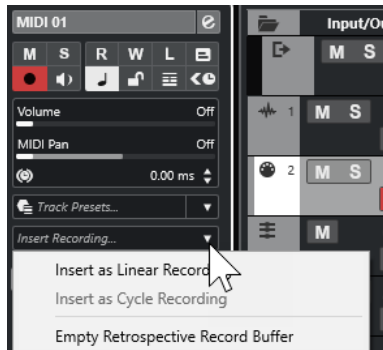 MIDI 01 e
Input/Ou
M S R W L
M S
Volume Off
1 M S
MIDI Pan Off
0.00 ms
2 M S
Track Presets...
Insert Recording...
M
Insert as Linear Record
Insert as Cycle Recording
Empty Retrospective Record Buffer